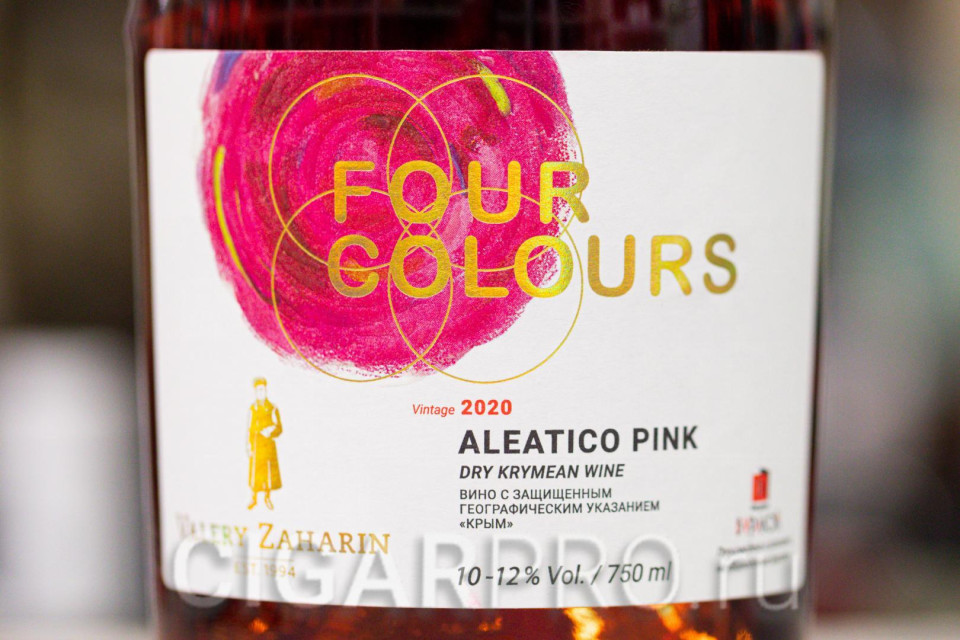 FOUR
COLOURS
Vintage 2020
ALEATICO PINK
DRY KRYMEAN WINE
ВИНО С ЗАЩИЩЕННЫМ
ГЕОГРАФИЧЕСКИМ УКАЗАНИЕМ
«КРЫМ»
VALERY ZAHARIN
EST. 1994
10-12% Vol. / 750 ml
CIGARPRO.ru